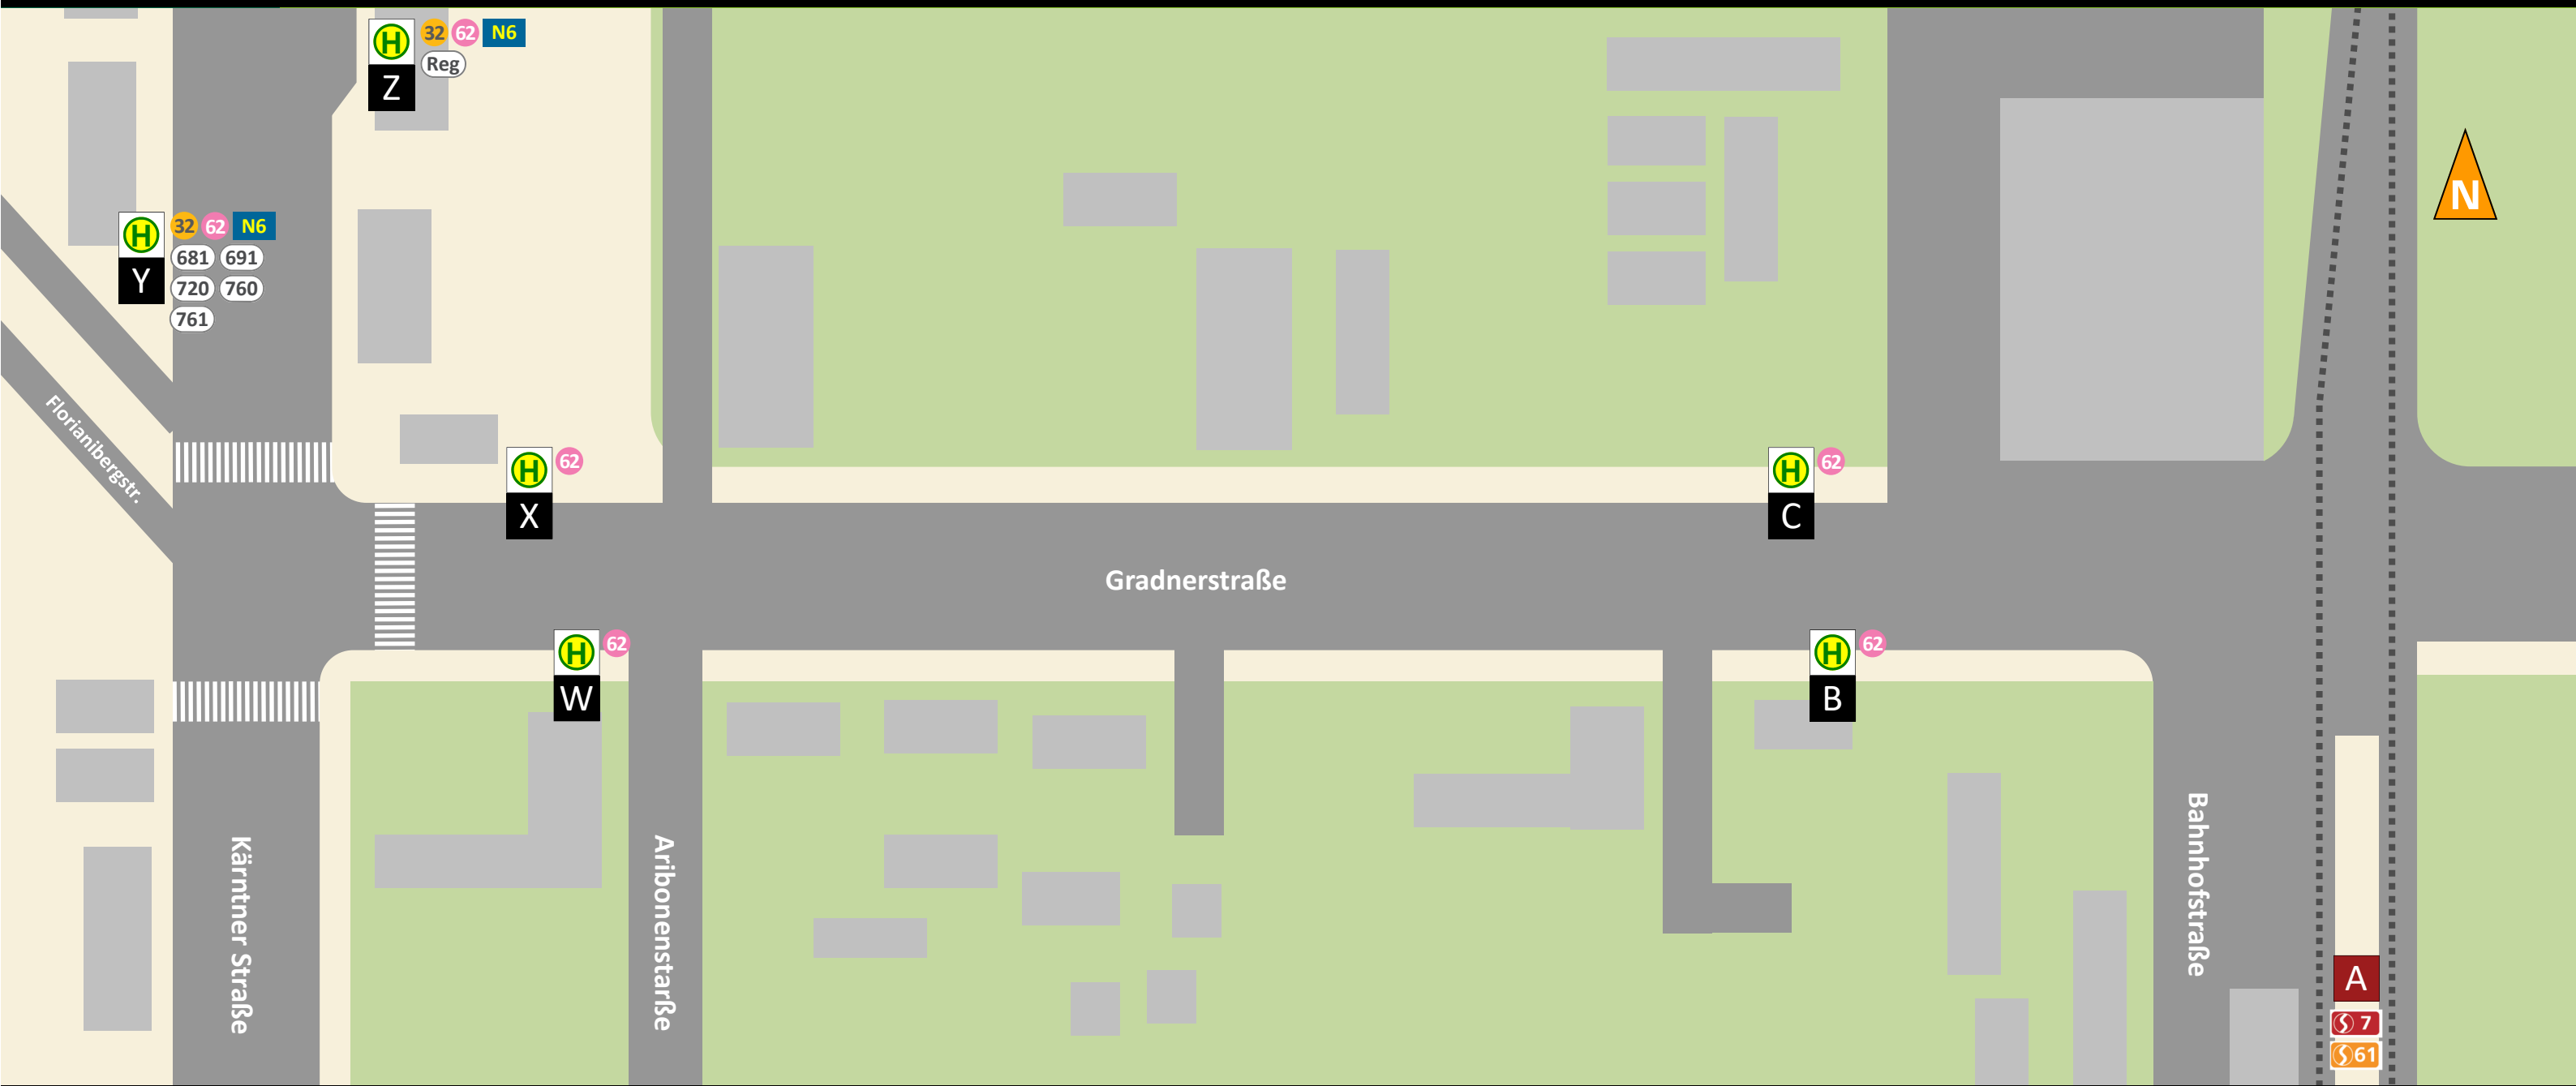 H 32 62 N6
Reg
Z
H 32 62 N6
681 691
Y 720 760
761
N
Florianibergstr.
H 62
X
H 62
C
Gradnerstraße
H 62
W
H 62
B
Kärntner Straße
Aribonenstarße
Bahnhofstraße
A
S 7
S 61